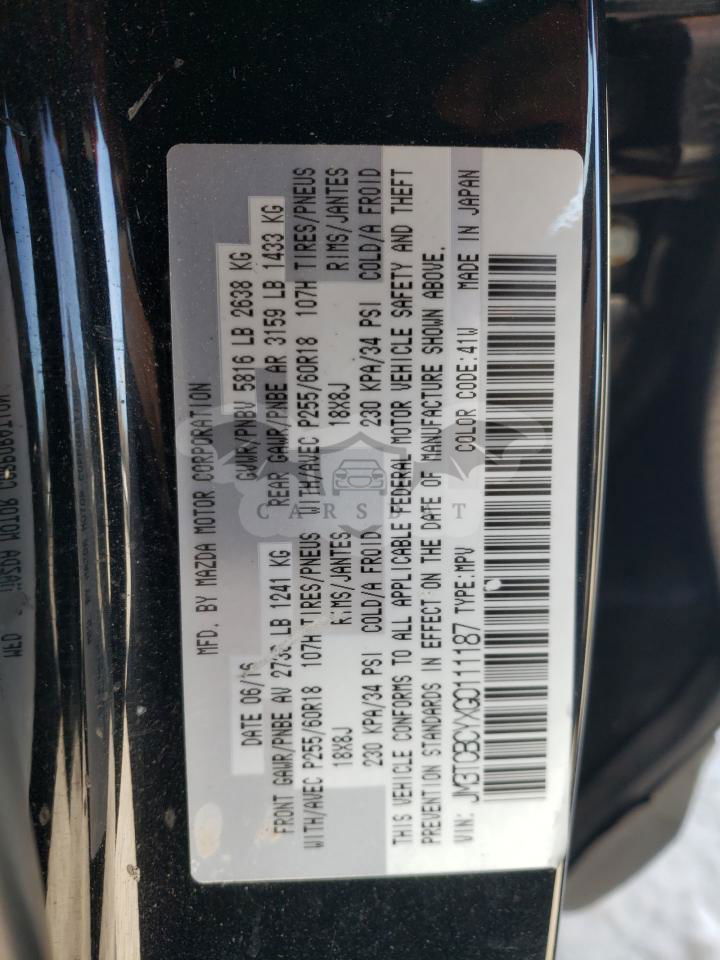 MFD. BY MAZDA MOTOR CORPORATION
DATE 06/16 GVWR/PNBV 5816 LB 2638 KG
FRONT GAWR/PNBE AV 2736 LB 1241 KG REAR GAWR/PNBE AR 3159 LB 1433 KG
WITH/AVEC P255/60R18 107H TIRES/PNEUS WITH/AVEC P255/60R18 107H TIRES/PNEUS
18X8J RIMS/JANTES 18X8J RIMS/JANTES
230 KPA/34 PSI COLD/A FROID 230 KPA/34 PSI COLD/A FROID
THIS VEHICLE CONFORMS TO ALL APPLICABLE FEDERAL MOTOR VEHICLE SAFETY AND THEFT
PREVENTION STANDARDS IN EFFECT ON THE DATE OF MANUFACTURE SHOWN ABOVE.
VIN: JM3TCBCYXG0111187 TYPE:MPV COLOR CODE:41W MADE IN JAPAN